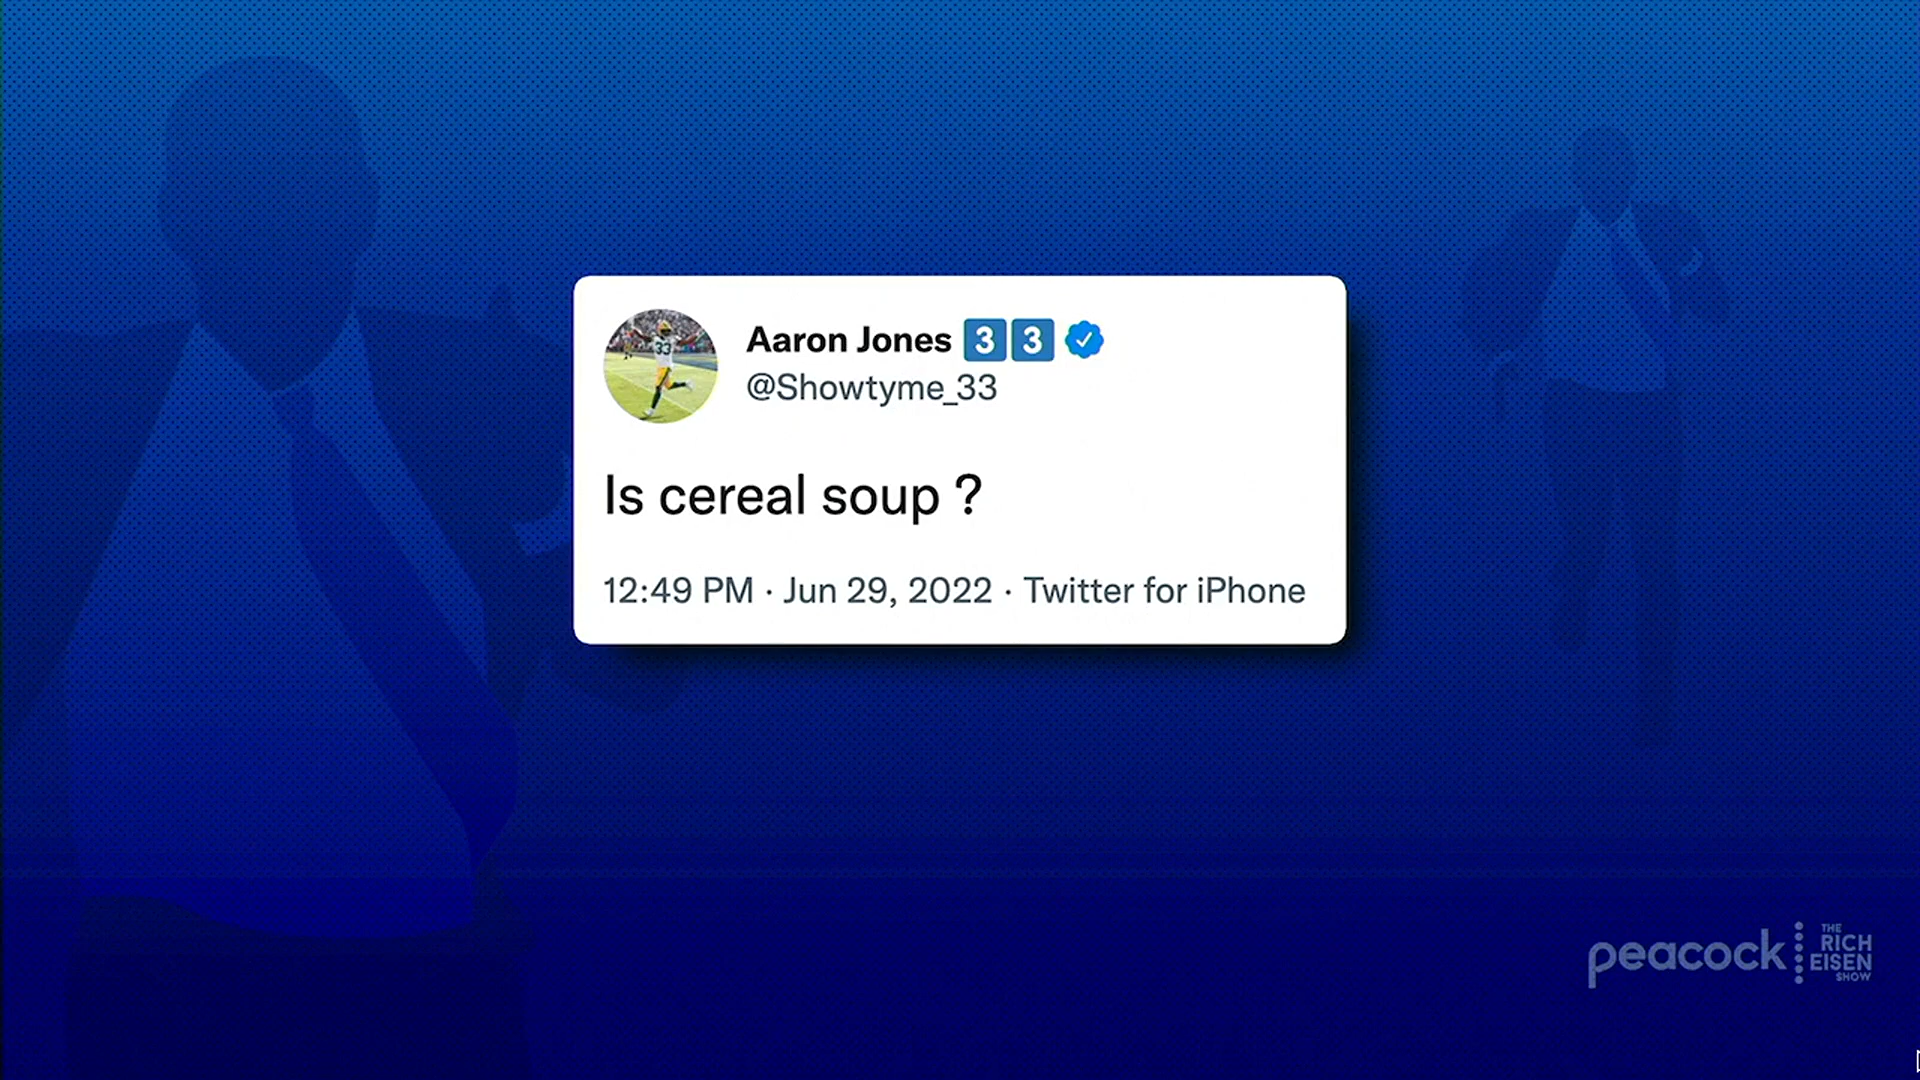 Aaron Jones 3️⃣3️⃣
@Showtyme_33
Is cereal soup ?
12:49 PM · Jun 29, 2022 · Twitter for iPhone
33
peacock
THE
RICH
EISEN
SHOW